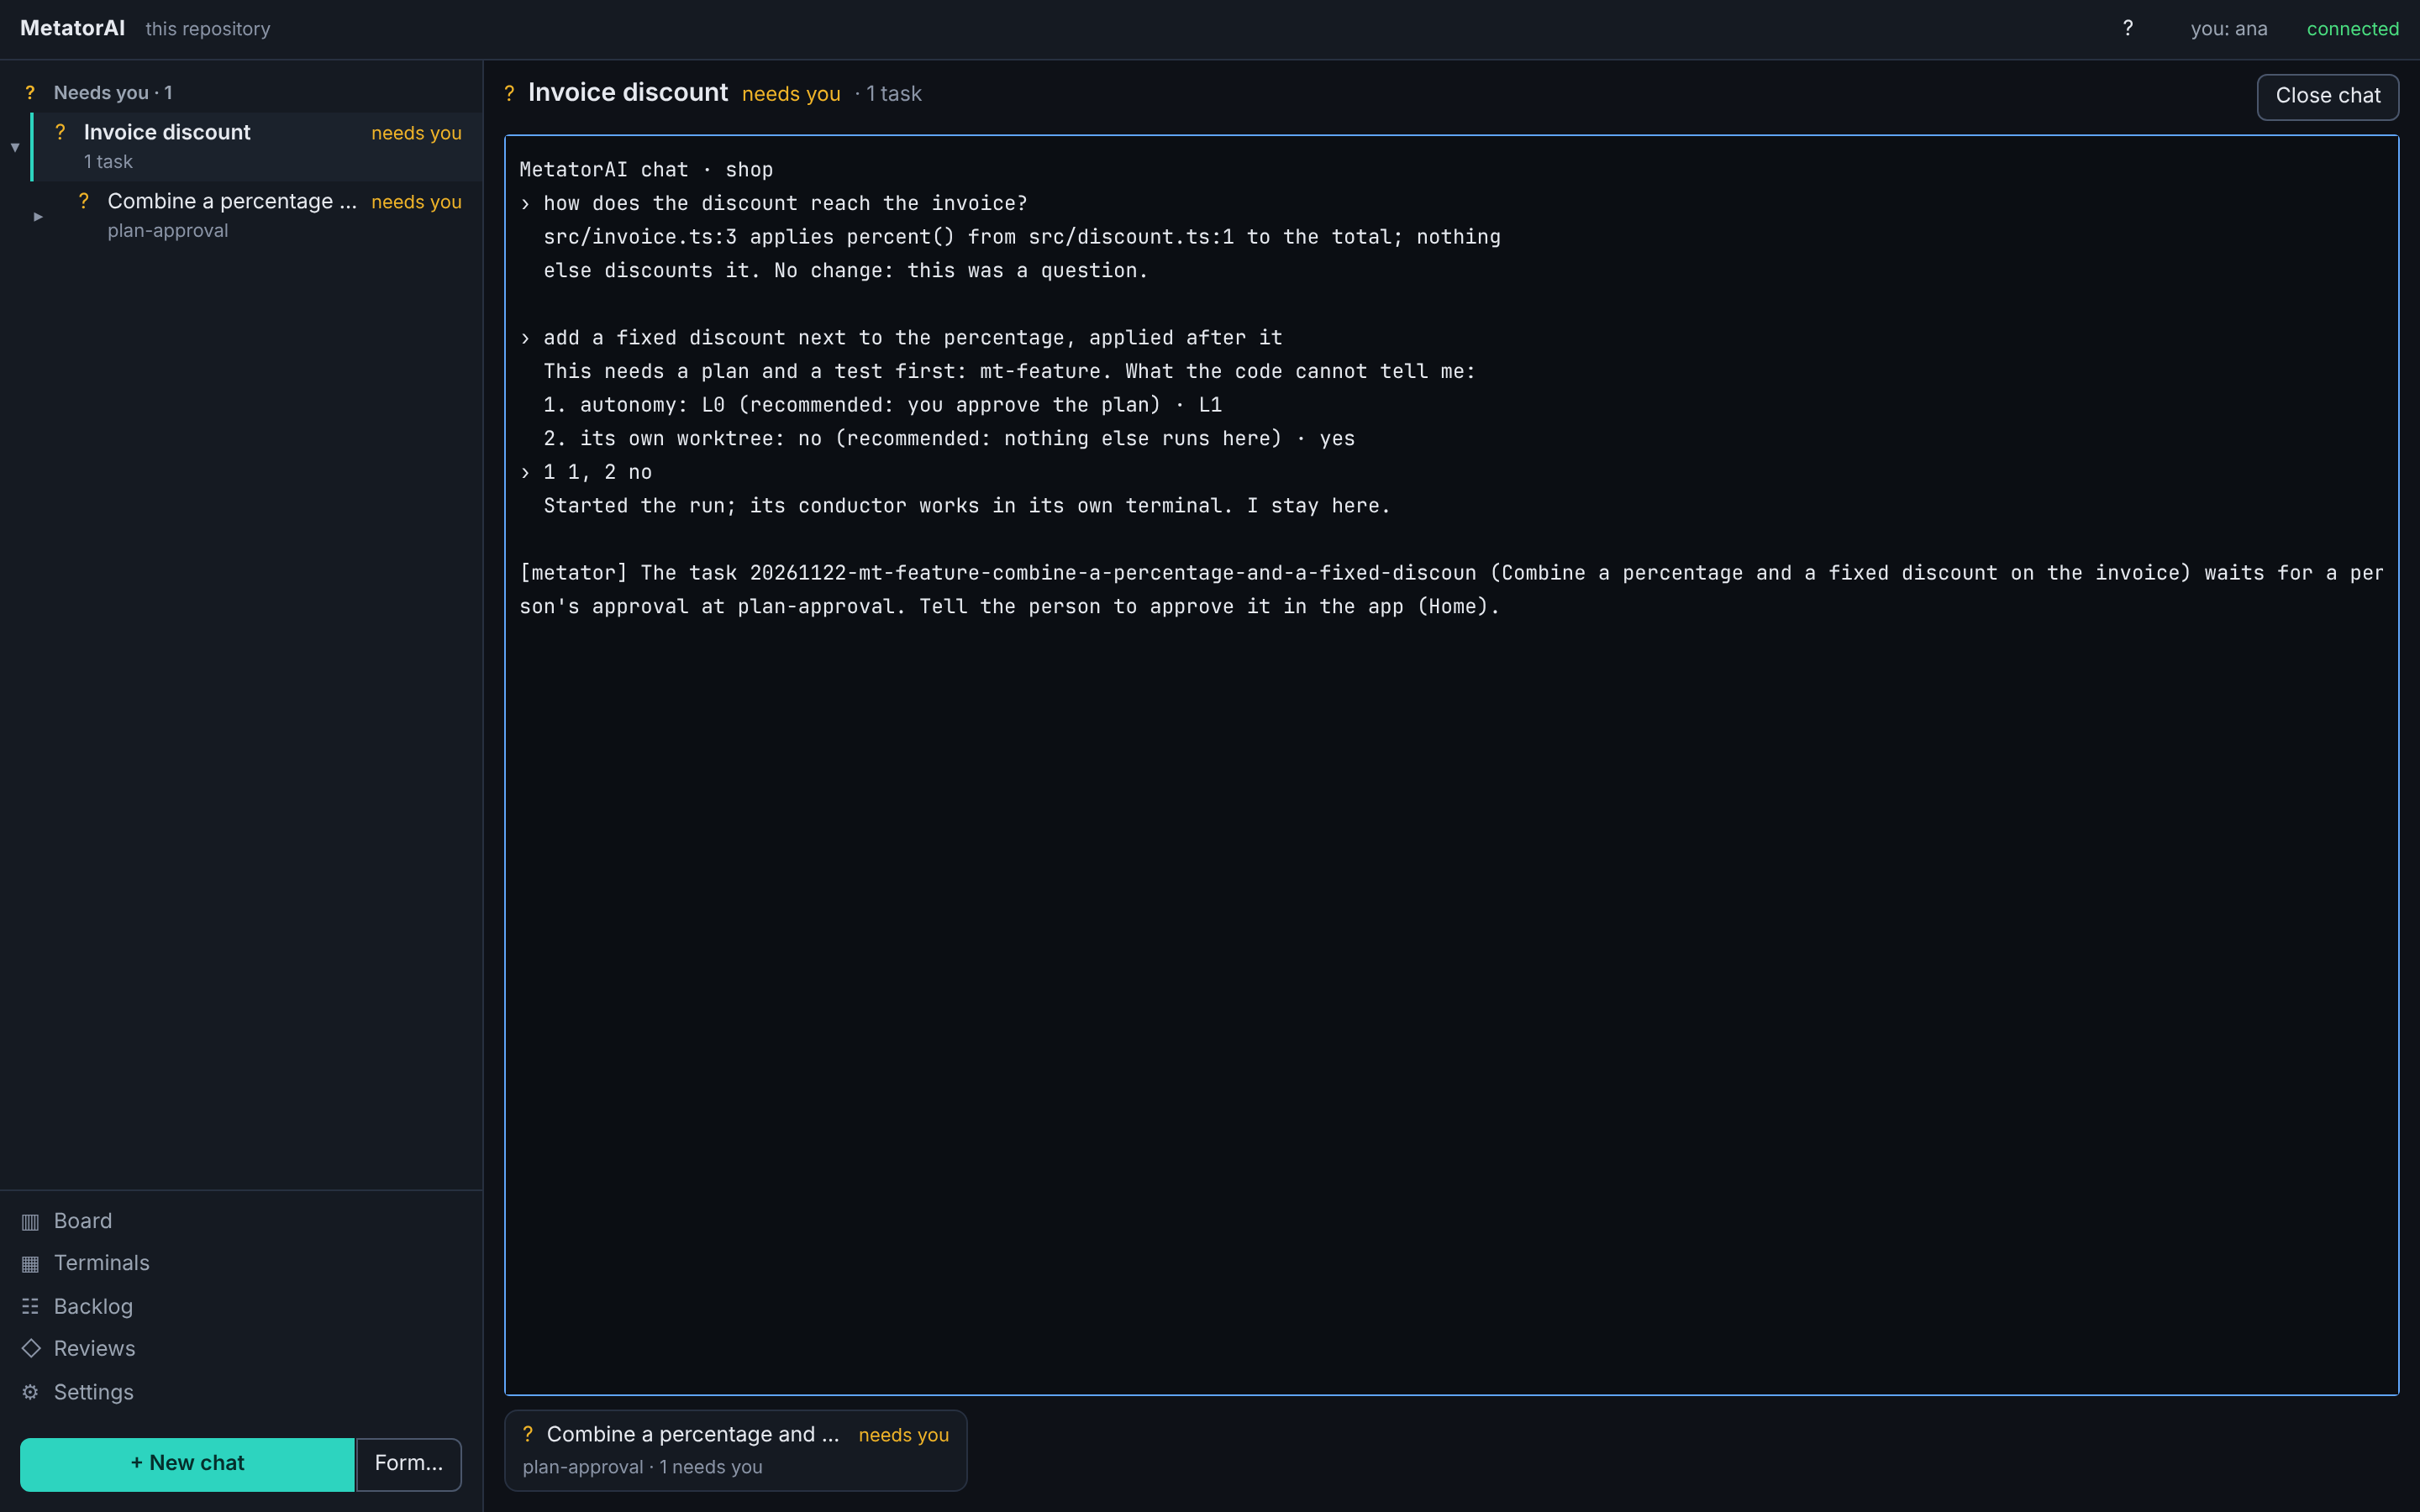 MetatorAI this repository ? you: ana connected
? Needs you · 1
▾ ? Invoice discount needs you
1 task
▸ ? Combine a percentage ... needs you
plan-approval
Board
Terminals
Backlog
Reviews
Settings
+ New chat Form...
? Invoice discount needs you · 1 task Close chat
MetatorAI chat · shop
› how does the discount reach the invoice?
src/invoice.ts:3 applies percent() from src/discount.ts:1 to the total; nothing
else discounts it. No change: this was a question.
› add a fixed discount next to the percentage, applied after it
This needs a plan and a test first: mt-feature. What the code cannot tell me:
1. autonomy: L0 (recommended: you approve the plan) · L1
2. its own worktree: no (recommended: nothing else runs here) · yes
› 1 1, 2 no
Started the run; its conductor works in its own terminal. I stay here.
[metator] The task 20261122-mt-feature-combine-a-percentage-and-a-fixed-discoun (Combine a percentage and a fixed discount on the invoice) waits for a per
son's approval at plan-approval. Tell the person to approve it in the app (Home).
? Combine a percentage and ... needs you
plan-approval · 1 needs you